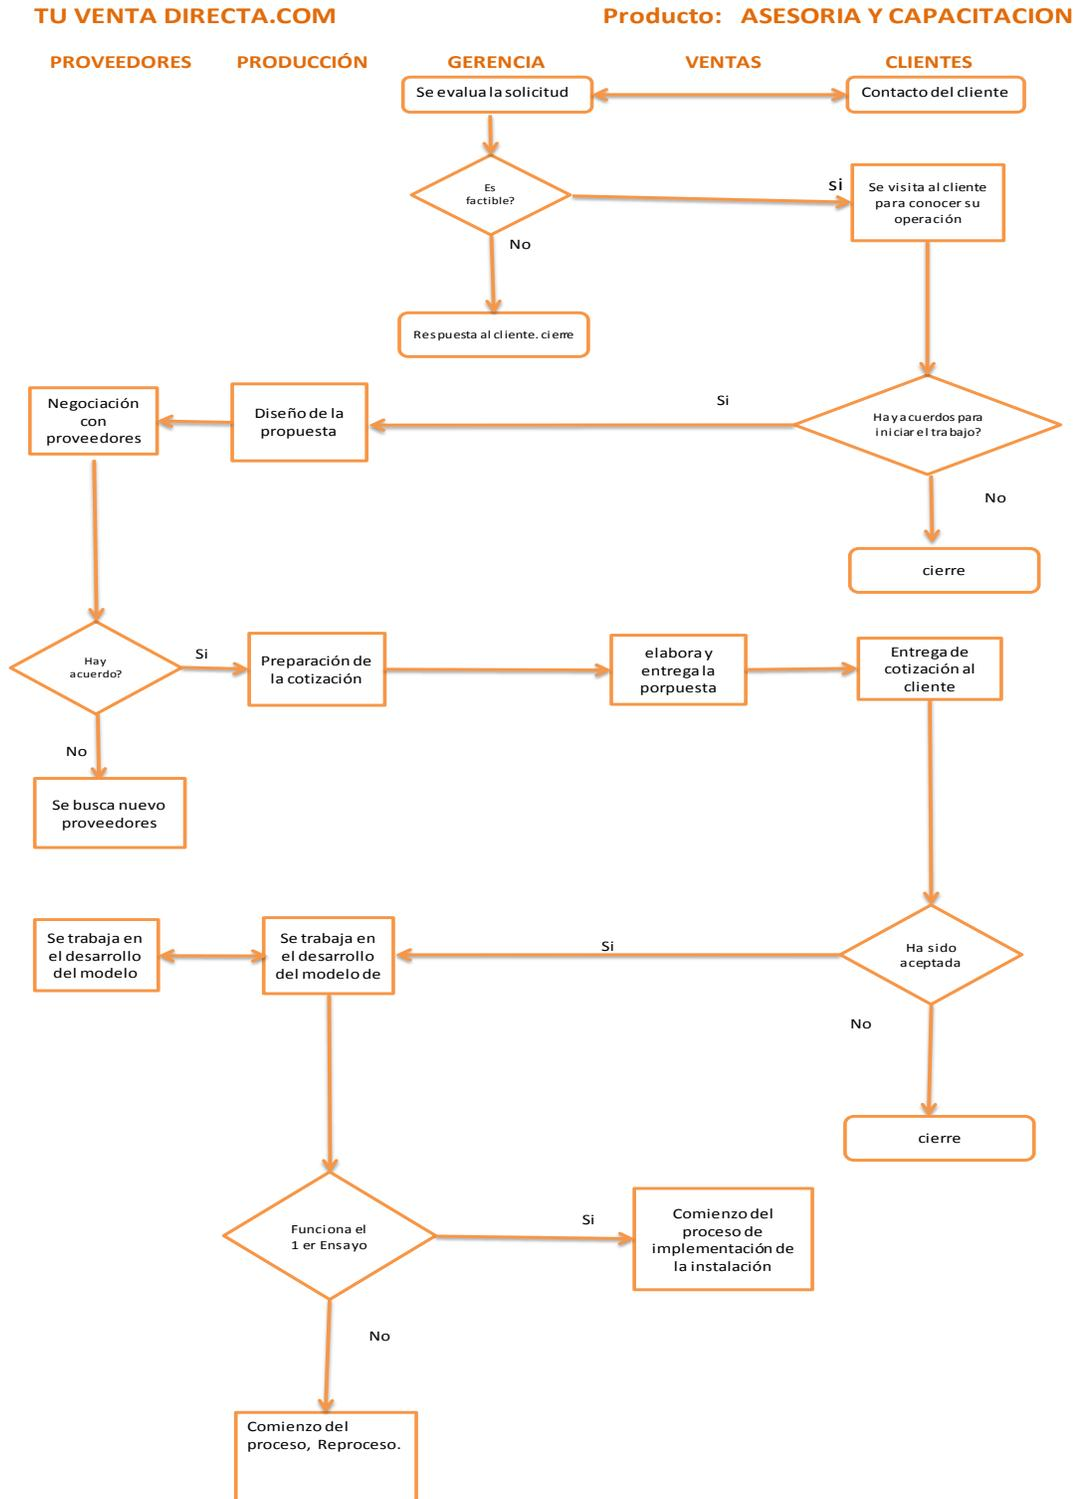 TU VENTA DIRECTA.COM
Producto: ASESORIA Y CAPACITACION
PROVEEDORES
PRODUCCIÓN
GERENCIA
VENTAS
CLIENTES
Se evalua la solicitud
Contacto del cliente
Es
factible?
si
Se visita al cliente
para conocer su
operación
No
Respuesta al cliente. cierre
Negociación
con
proveedores
Diseño de la
propuesta
Si
Hay acuerdos para
iniciar el trabajo?
No
cierre
Hay
acuerdo?
Si
Preparación de
la cotización
elabora y
entrega la
porpuesta
Entrega de
cotización al
cliente
No
Se busca nuevo
proveedores
Se trabaja en
el desarrollo
del modelo
Se trabaja en
el desarrollo
del modelo de
Si
Ha sido
aceptada
No
cierre
Funciona el
1 er Ensayo
Si
Comienzo del
proceso de
implementación de
la instalación
No
Comienzo del
proceso, Reproceso.